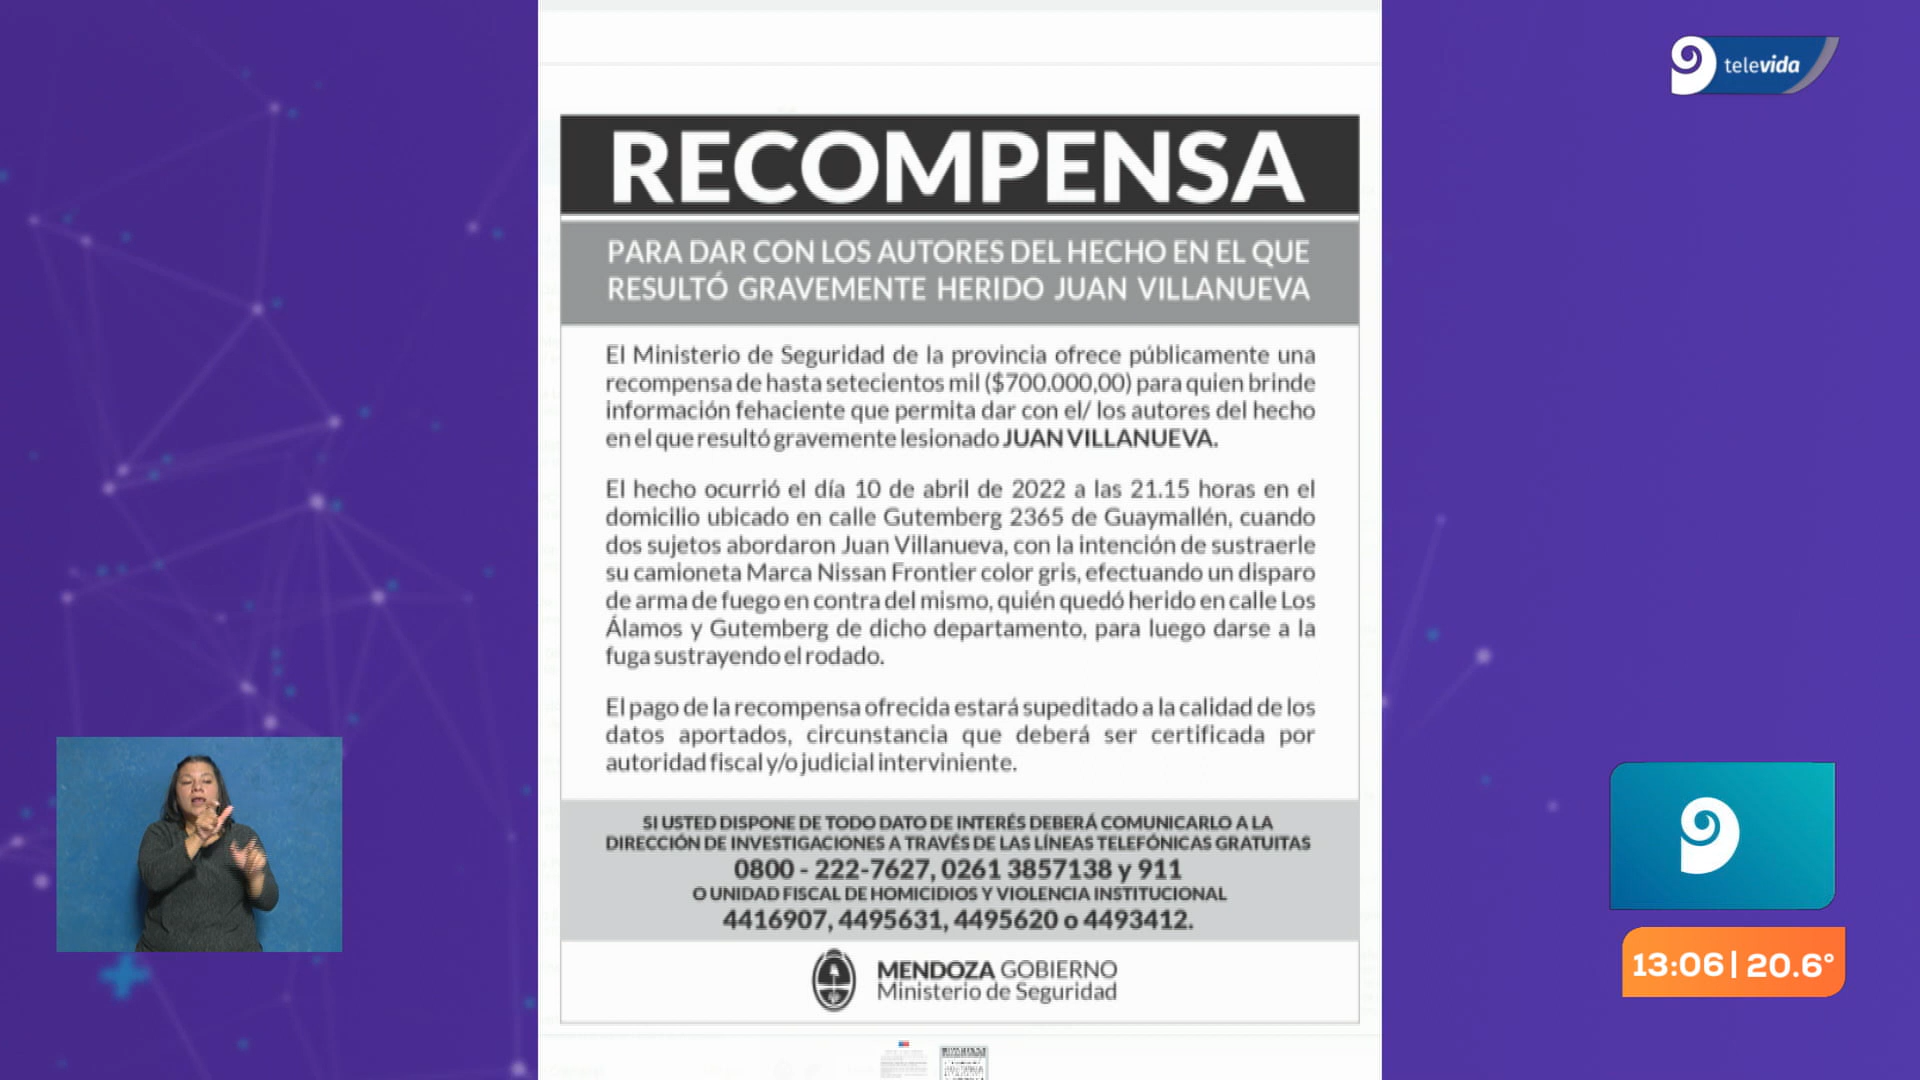 9 televida
RECOMPENSA
PARA DAR CON LOS AUTORES DEL HECHO EN EL QUE
RESULTÓ GRAVEMENTE HERIDO JUAN VILLANUEVA
El Ministerio de Seguridad de la provincia ofrece públicamente una
recompensa de hasta setecientos mil ($700.000,00) para quien brinde
información fehaciente que permita dar con el/ los autores del hecho
en el que resultó gravemente lesionado JUAN VILLANUEVA.
El hecho ocurrió el día 10 de abril de 2022 a las 21.15 horas en el
domicilio ubicado en calle Gutemberg 2365 de Guaymallén, cuando
dos sujetos abordaron Juan Villanueva, con la intención de sustraerle
su camioneta Marca Nissan Frontier color gris, efectuando un disparo
de arma de fuego en contra del mismo, quién quedó herido en calle Los
Álamos y Gutemberg de dicho departamento, para luego darse a la
fuga sustrayendo el rodado.
El pago de la recompensa ofrecida estará supeditado a la calidad de los
datos aportados, circunstancia que deberá ser certificada por
autoridad fiscal y/o judicial interviniente.
SI USTED DISPONE DE TODO DATO DE INTERÉS DEBERÁ COMUNICARLO A LA
DIRECCIÓN DE INVESTIGACIONES A TRAVÉS DE LAS LÍNEAS TELEFÓNICAS GRATUITAS
0800 - 222-7627, 0261 3857138 y 911
O UNIDAD FISCAL DE HOMICIDIOS Y VIOLENCIA INSTITUCIONAL
4416907, 4495631, 4495620 o 4493412.
MENDOZA GOBIERNO
Ministerio de Seguridad
9
13:06 | 20.6°